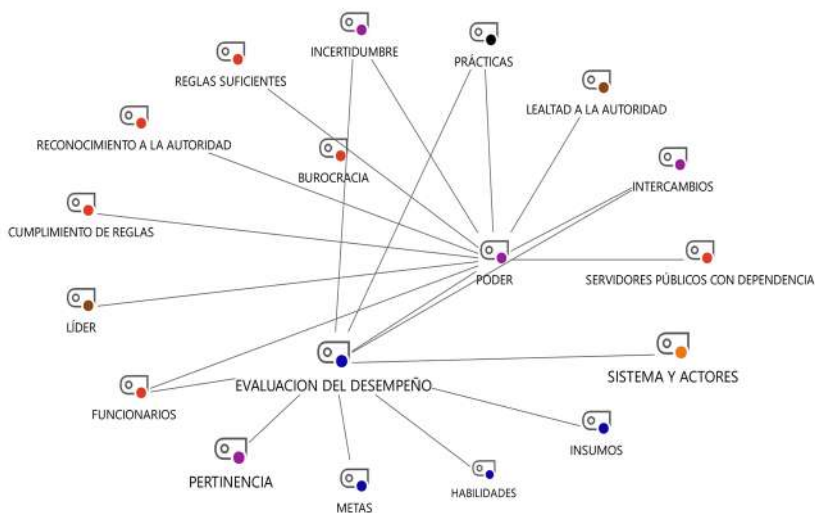 INCERTIDUMBRE
PRÁCTICAS
REGLAS SUFICIENTES
LEALTAD A LA AUTORIDAD
RECONOCIMIENTO A LA AUTORIDAD
BUROCRACIA
INTERCAMBIOS
CUMPLIMIENTO DE REGLAS
PODER
SERVIDORES PÚBLICOS CON DEPENDENCIA
LÍDER
EVALUACION DEL DESEMPEÑO
SISTEMA Y ACTORES
FUNCIONARIOS
INSUMOS
PERTINENCIA
HABILIDADES
METAS